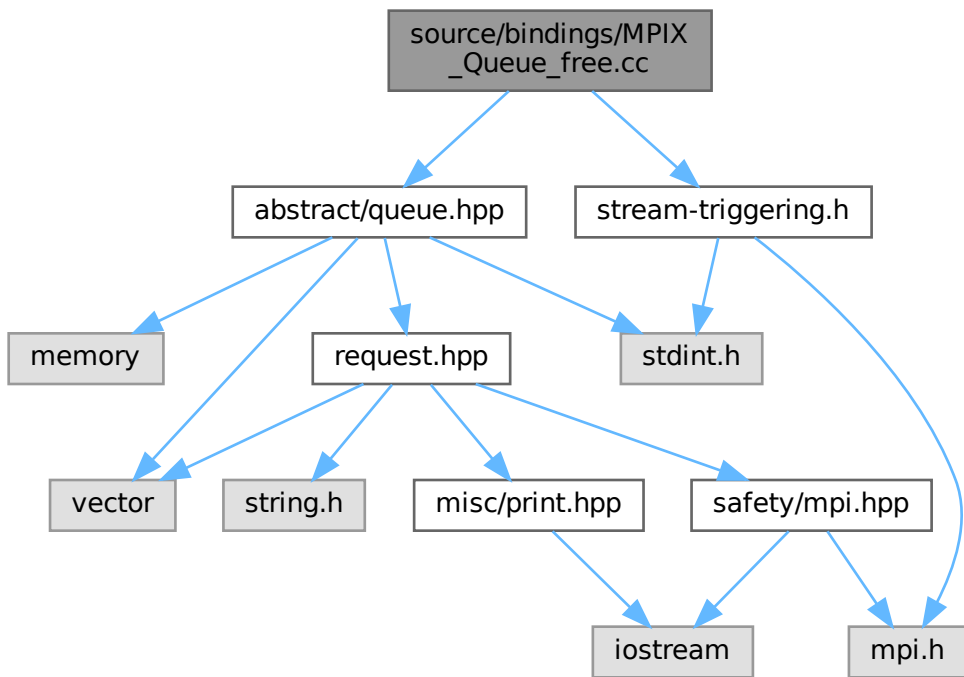 source/bindings/MPIX
_Queue_free.cc
abstract/queue.hpp
stream-triggering.h
memory
request.hpp
stdint.h
vector
string.h
misc/print.hpp
safety/mpi.hpp
iostream
mpi.h